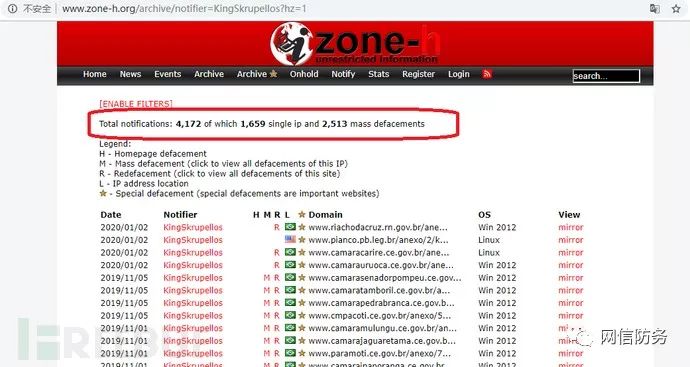 不安全 www.zone-h.org/archive/notifier=KingSkrupellos?hz=1
zone-h
unrestricted information
Home News Events Archive Archive Onhold Notify Stats Register Login search...
[ENABLE FILTERS]
Total notifications: 4,172 of which 1,659 single ip and 2,513 mass defacements
Legend:
H - Homepage defacement
M - Mass defacement (click to view all defacements of this IP)
R - Redefacement (click to view all defacements of this site)
L - IP address location
- Special defacement (special defacements are important websites)
Date Notifier H M R L Domain OS View
2020/01/02 KingSkrupellos R www.riachodacruz.rn.gov.br/ane... Win 2012 mirror
2020/01/02 KingSkrupellos www.pianco.pb.leg.br/anexo/2/k... Linux mirror
2020/01/02 KingSkrupellos R www.camaracarire.ce.gov.br/ane... Linux mirror
2020/01/02 KingSkrupellos R www.camaraauruoca.ce.gov.br/an... Win 2012 mirror
2019/11/05 KingSkrupellos M R www.camarasenadorpompeu.ce.gov... Win 2012 mirror
2019/11/05 KingSkrupellos M R www.camaratamboril.ce.gov.br/a... Win 2012 mirror
2019/11/05 KingSkrupellos M R www.camarapedrabranca.ce.gov.b... Win 2012 mirror
2019/11/05 KingSkrupellos M R www.cmpacoti.ce.gov.br/anexo/5... Win 2012 mirror
2019/11/01 KingSkrupellos M R www.camaramulungu.ce.gov.br/an... Win 2012
2019/11/01 KingSkrupellos M R www.camarajaguaretama.ce.gov.b... Win 2012
2019/11/01 KingSkrupellos M R www.paramoti.ce.gov.br/anexo/7... Win 2012 mirror
2019/11/01 KingSkrupellos M R www.camaraipaporanga.ce.gov.br... Win 2012 mirror
网信防务